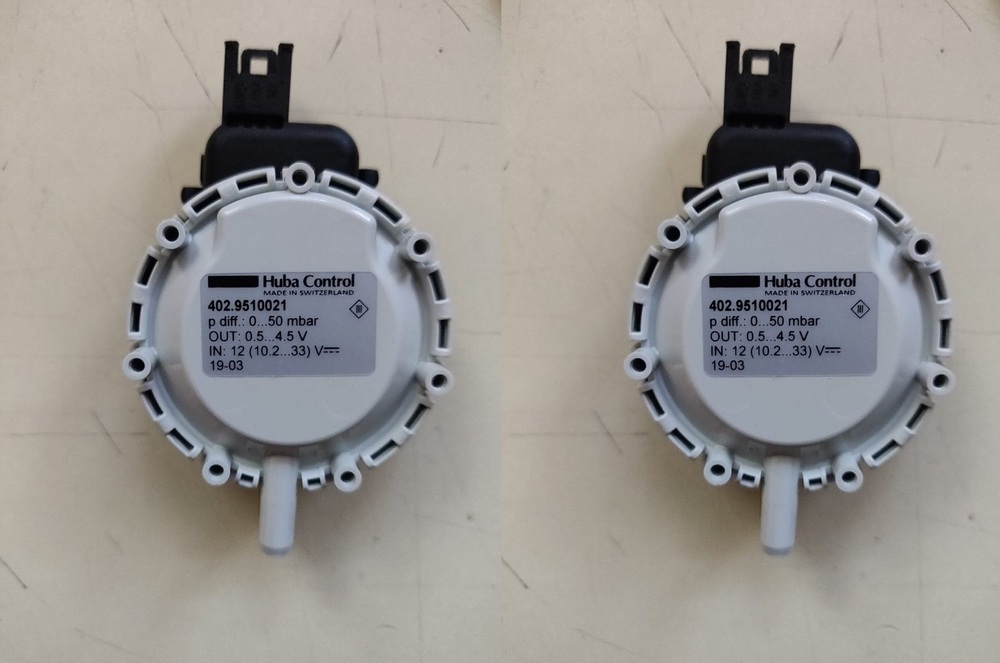 Huba Control
MADE IN SWITZERLAND
402.9510021
p diff.: 0...50 mbar
OUT: 0.5...4.5 V
IN: 12 (10.2...33) V⎓
19-03
III
Huba Control
MADE IN SWITZERLAND
402.9510021
p diff.: 0...50 mbar
OUT: 0.5...4.5 V
IN: 12 (10.2...33) V⎓
19-03
III